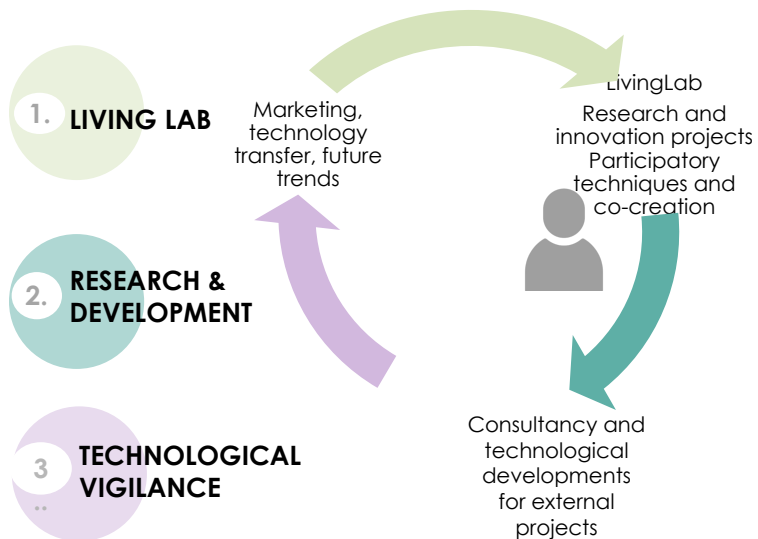 1.
LIVING LAB
2.
RESEARCH &
DEVELOPMENT
3
..
TECHNOLOGICAL
VIGILANCE
Marketing,
technology
transfer, future
trends
LivingLab
Research and
innovation projects
Participatory
techniques and
co-creation
Consultancy and
technological
developments
for external
projects